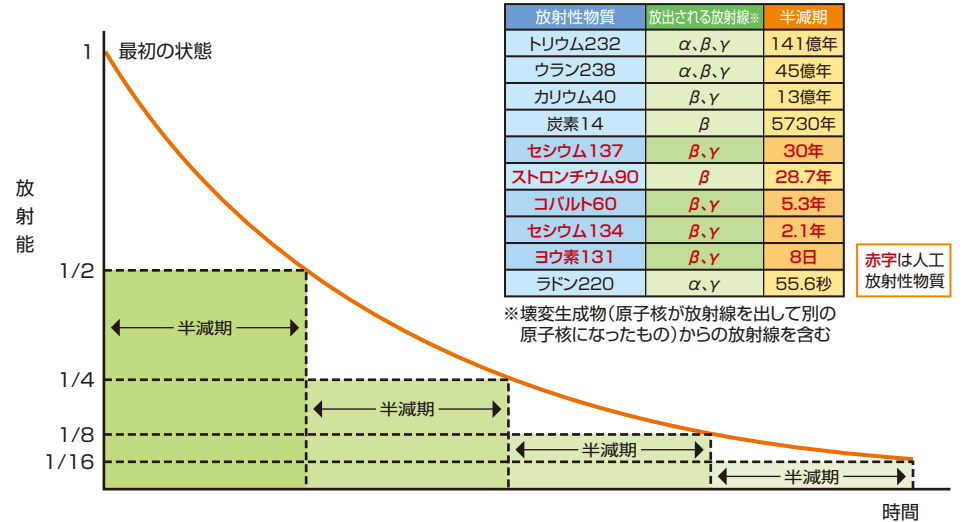 放射性物質 放出される放射線※ 半減期
トリウム232 α、β、γ 141億年
ウラン238 α、β、γ 45億年
カリウム40 β、γ 13億年
炭素14 β 5730年
セシウム137 β、γ 30年
ストロンチウム90 β 28.7年
コバルト60 β、γ 5.3年
セシウム134 β、γ 2.1年
ヨウ素131 β、γ 8日
ラドン220 α、γ 55.6秒
赤字は人工
放射性物質
※壊変生成物(原子核が放射線を出して別の
原子核になったもの)からの放射線を含む
1 最初の状態
放射能
1/2
半減期
1/4
半減期
1/8
半減期
1/16
半減期
時間